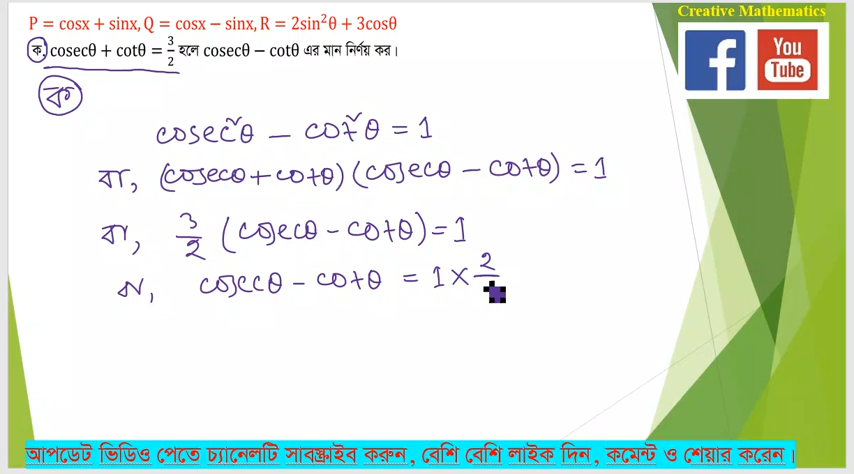 Creative Mathematics
P = cosx + sinx, Q = cosx − sinx, R = 2sin²θ + 3cosθ
ক. cosecθ + cotθ = 3/2 হলে cosecθ − cotθ এর মান নির্ণয় কর।
You
Tube
ক
cosec²θ − cot²θ = 1
বা, (cosecθ + cotθ) (cosecθ − cotθ) = 1
বা, 3/2 (cosecθ − cotθ) = 1
বা, cosecθ − cotθ = 1 × 2/
আপডেট ভিডিও পেতে চ্যানেলটি সাবস্ক্রাইব করুন, বেশি বেশি লাইক দিন, কমেন্ট ও শেয়ার করেন।